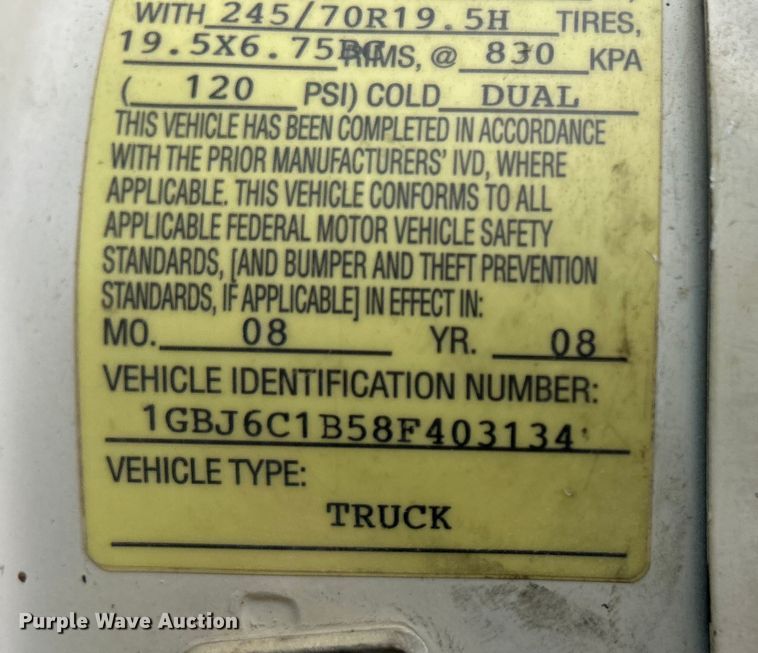 WITH 245/70R19.5H TIRES,
19.5X6.75 RIMS, @ 830 KPA
( 120 PSI) COLD DUAL
THIS VEHICLE HAS BEEN COMPLETED IN ACCORDANCE
WITH THE PRIOR MANUFACTURERS' IVD, WHERE
APPLICABLE. THIS VEHICLE CONFORMS TO ALL
APPLICABLE FEDERAL MOTOR VEHICLE SAFETY
STANDARDS, [AND BUMPER AND THEFT PREVENTION
STANDARDS, IF APPLICABLE] IN EFFECT IN:
MO. 08 YR. 08
VEHICLE IDENTIFICATION NUMBER:
1GBJ6C1B58F403134
VEHICLE TYPE:
TRUCK
Purple Wave Auction